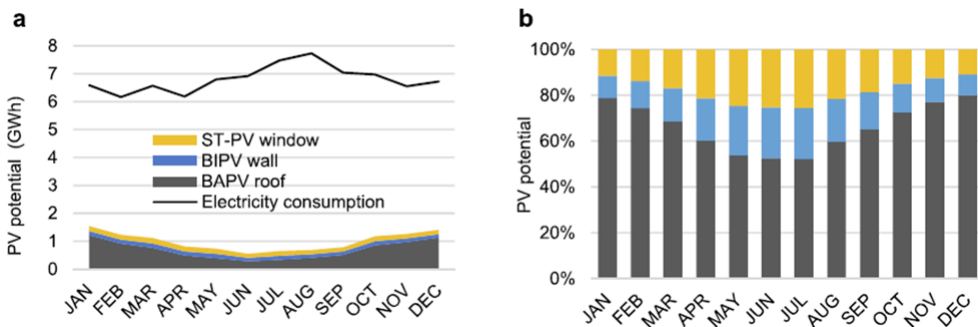 a
PV potential (GWh)
8
7
6
5
4
3
2
1
0
ST-PV window
BIPV wall
BAPV roof
Electricity consumption
JAN FEB MAR APR MAY JUN JUL AUG SEP OCT NOV DEC
b
PV potential
100%
80%
60%
40%
20%
0%
JAN FEB MAR APR MAY JUN JUL AUG SEP OCT NOV DEC